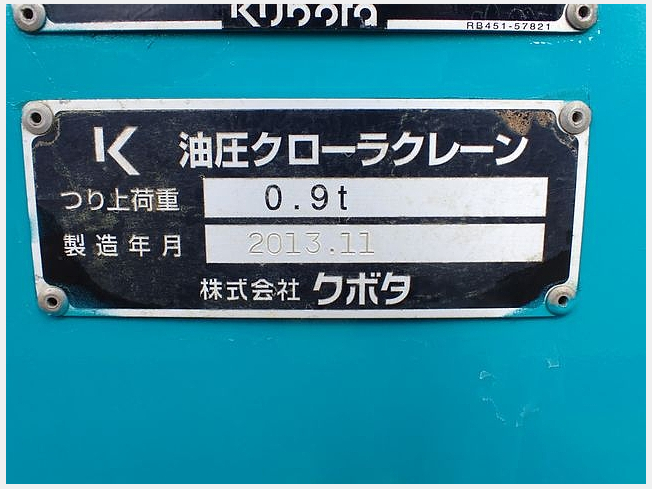 Kubota
RB451-57821
K 油圧クローラクレーン
つり上荷重 0.9t
製造年月 2013.11
株式会社 クボタ